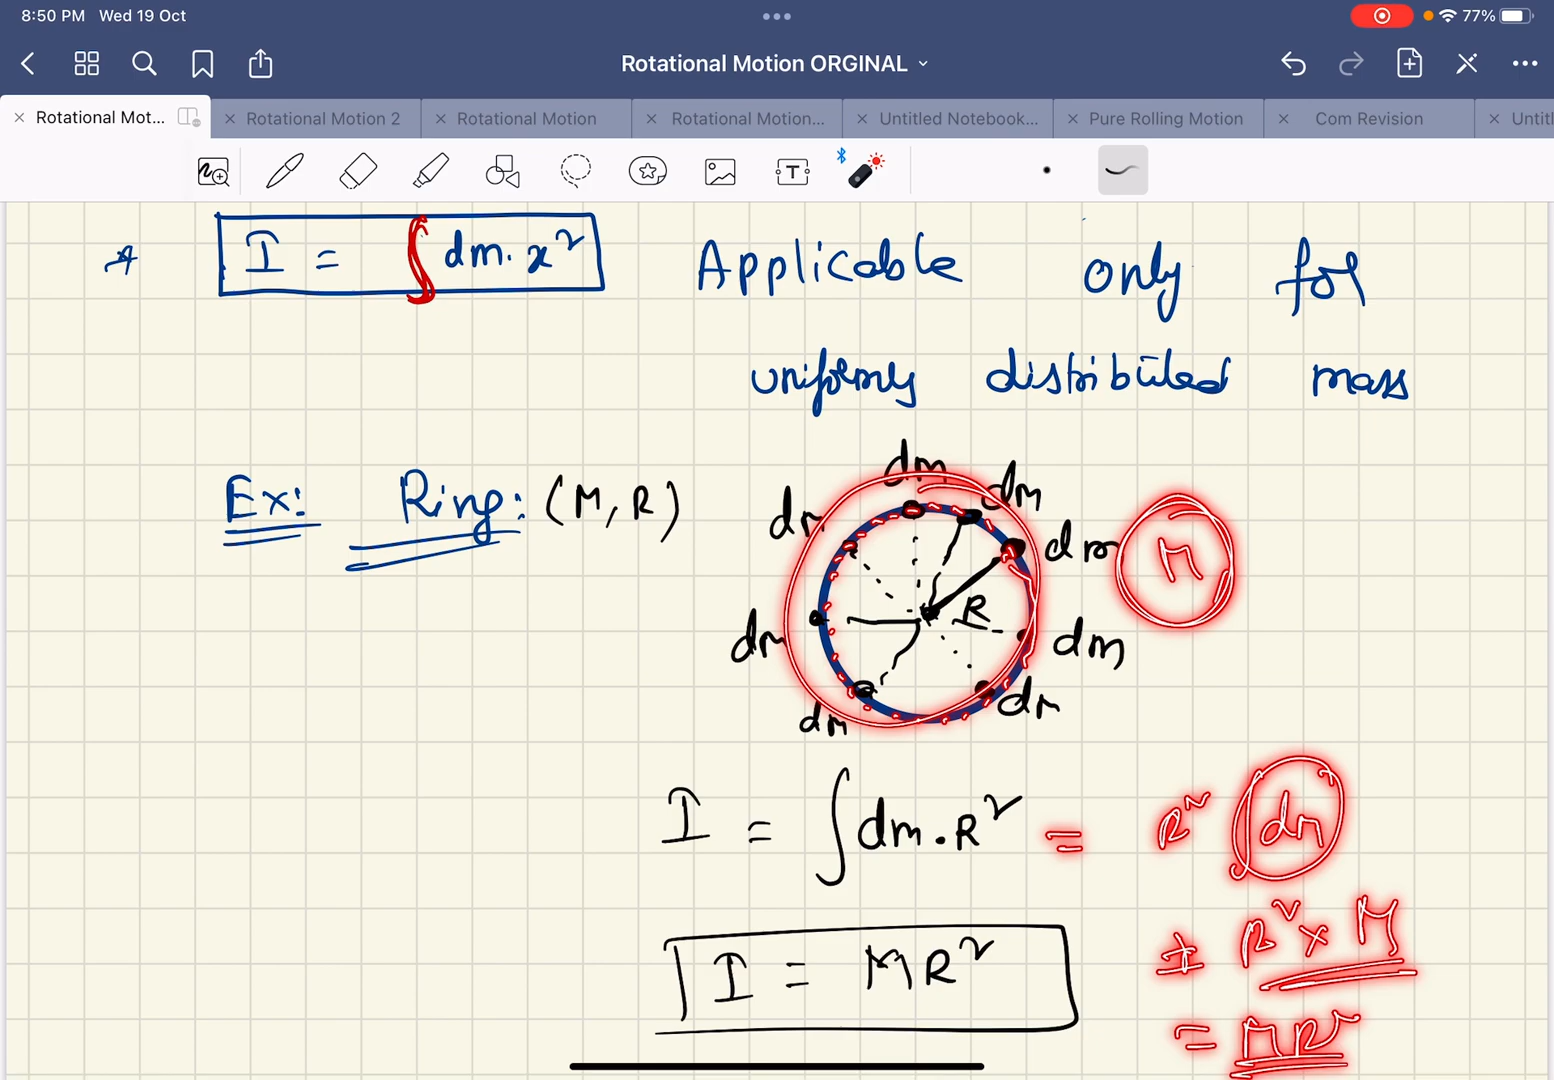 8:50 PM Wed 19 Oct
77%
Rotational Motion ORGINAL
Rotational Mot...
Rotational Motion 2
Rotational Motion
Rotational Motion...
Untitled Notebook...
Pure Rolling Motion
Com Revision
Untitl
I = ∫ dm. x² Applicable only for
uniformly distributed mass
Ex: Ring: (M, R)
dm
dm
dm
dm
M
R
dm
dm
dm
dm
I = ∫dm.R² = R² ∫dm
= R² x M
I = MR²
= MR²